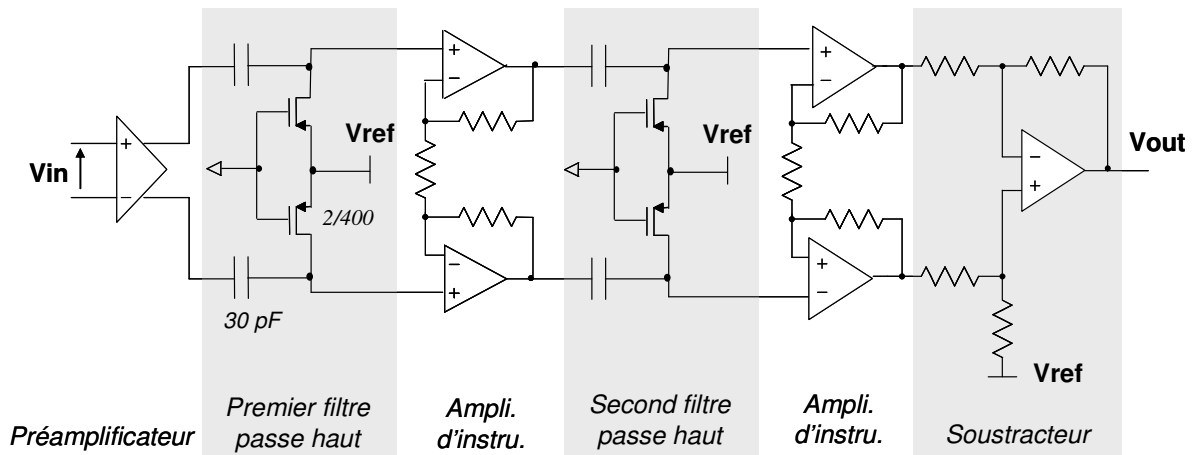 Vin
+
−
Vref
2/400
30 pF
+
−
−
+
Vref
+
−
+
−
−
+
Vout
Vref
Préamplificateur
Premier filtre
passe haut
Ampli.
d'instru.
Second filtre
passe haut
Ampli.
d'instru.
Soustracteur